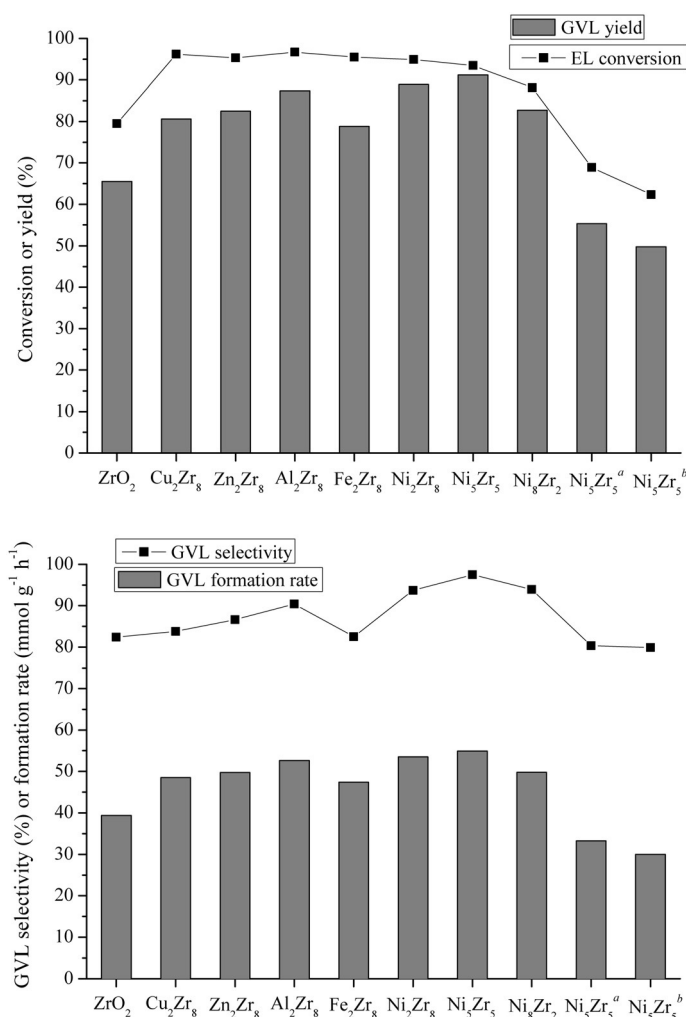 GVL yield
EL conversion
Conversion or yield (%)
100
90
80
70
60
50
40
30
20
10
0
ZrO₂ Cu₂Zr₈ Zn₂Zr₈ Al₂Zr₈ Fe₂Zr₈ Ni₂Zr₈ Ni₅Zr₅ Ni₈Zr₂ Ni₅Zr₅ᵃ Ni₅Zr₅ᵇ
GVL selectivity
GVL formation rate
GVL selectivity (%) or formation rate (mmol g⁻¹ h⁻¹)
100
90
80
70
60
50
40
30
20
10
0
ZrO₂ Cu₂Zr₈ Zn₂Zr₈ Al₂Zr₈ Fe₂Zr₈ Ni₂Zr₈ Ni₅Zr₅ Ni₈Zr₂ Ni₅Zr₅ᵃ Ni₅Zr₅ᵇ